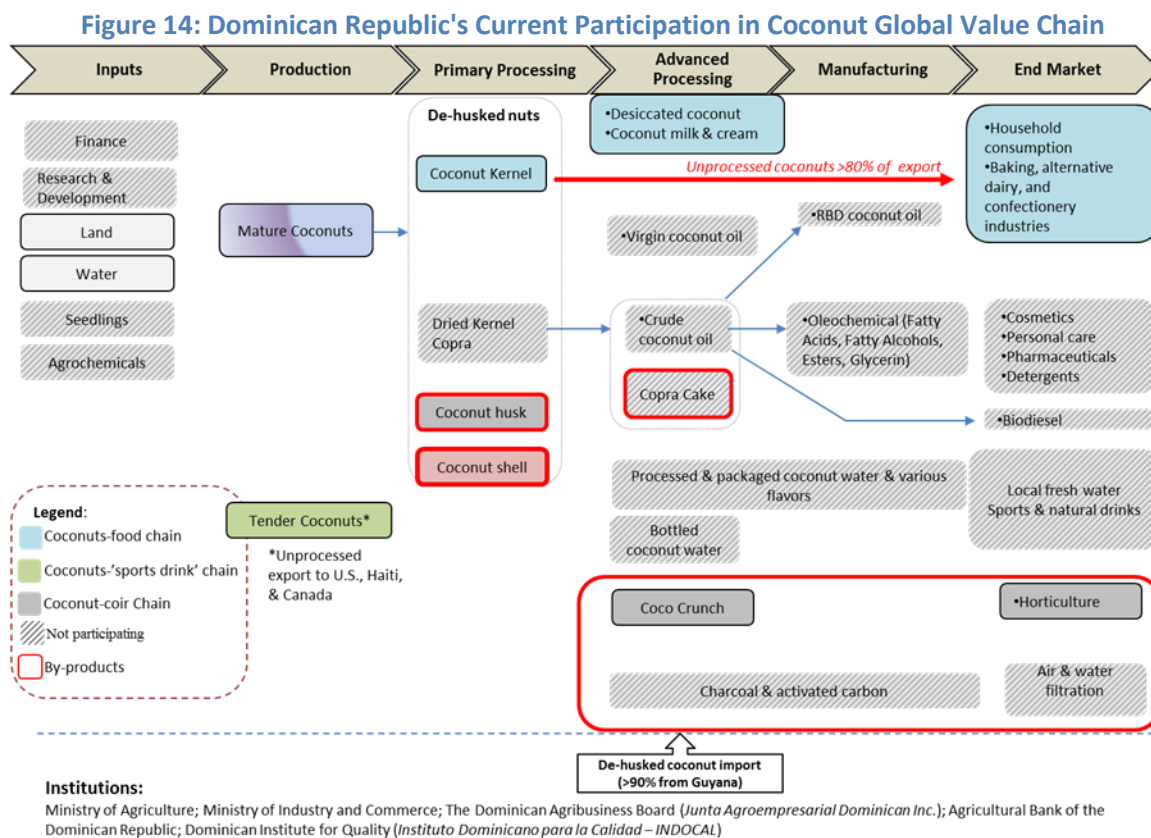 Figure 14: Dominican Republic's Current Participation in Coconut Global Value Chain
Inputs
Production
Primary Processing
Advanced
Processing
Manufacturing
End Market
Finance
Research &
Development
Land
Water
Seedlings
Agrochemicals
Mature Coconuts
De-husked nuts
Coconut Kernel
Dried Kernel
Copra
Coconut husk
Coconut shell
•Desiccated coconut
•Coconut milk & cream
Unprocessed coconuts >80% of export
•Virgin coconut oil
•RBD coconut oil
•Crude
coconut oil
Copra Cake
•Oleochemical (Fatty
Acids, Fatty Alcohols,
Esters, Glycerin)
•Household
consumption
•Baking, alternative
dairy, and
confectionery
industries
•Cosmetics
•Personal care
•Pharmaceuticals
•Detergents
•Biodiesel
Processed & packaged coconut water & various
flavors
Bottled
coconut water
Local fresh water
Sports & natural drinks
Legend:
Coconuts-food chain
Coconuts-'sports drink' chain
Coconut-coir Chain
Not participating
By-products
Tender Coconuts*
*Unprocessed
export to U.S., Haiti,
& Canada
Coco Crunch
•Horticulture
Charcoal & activated carbon
Air & water
filtration
De-husked coconut import
(>90% from Guyana)
Institutions:
Ministry of Agriculture; Ministry of Industry and Commerce; The Dominican Agribusiness Board (Junta Agroempresarial Dominican Inc.); Agricultural Bank of the
Dominican Republic; Dominican Institute for Quality (Instituto Dominicano para la Calidad – INDOCAL)